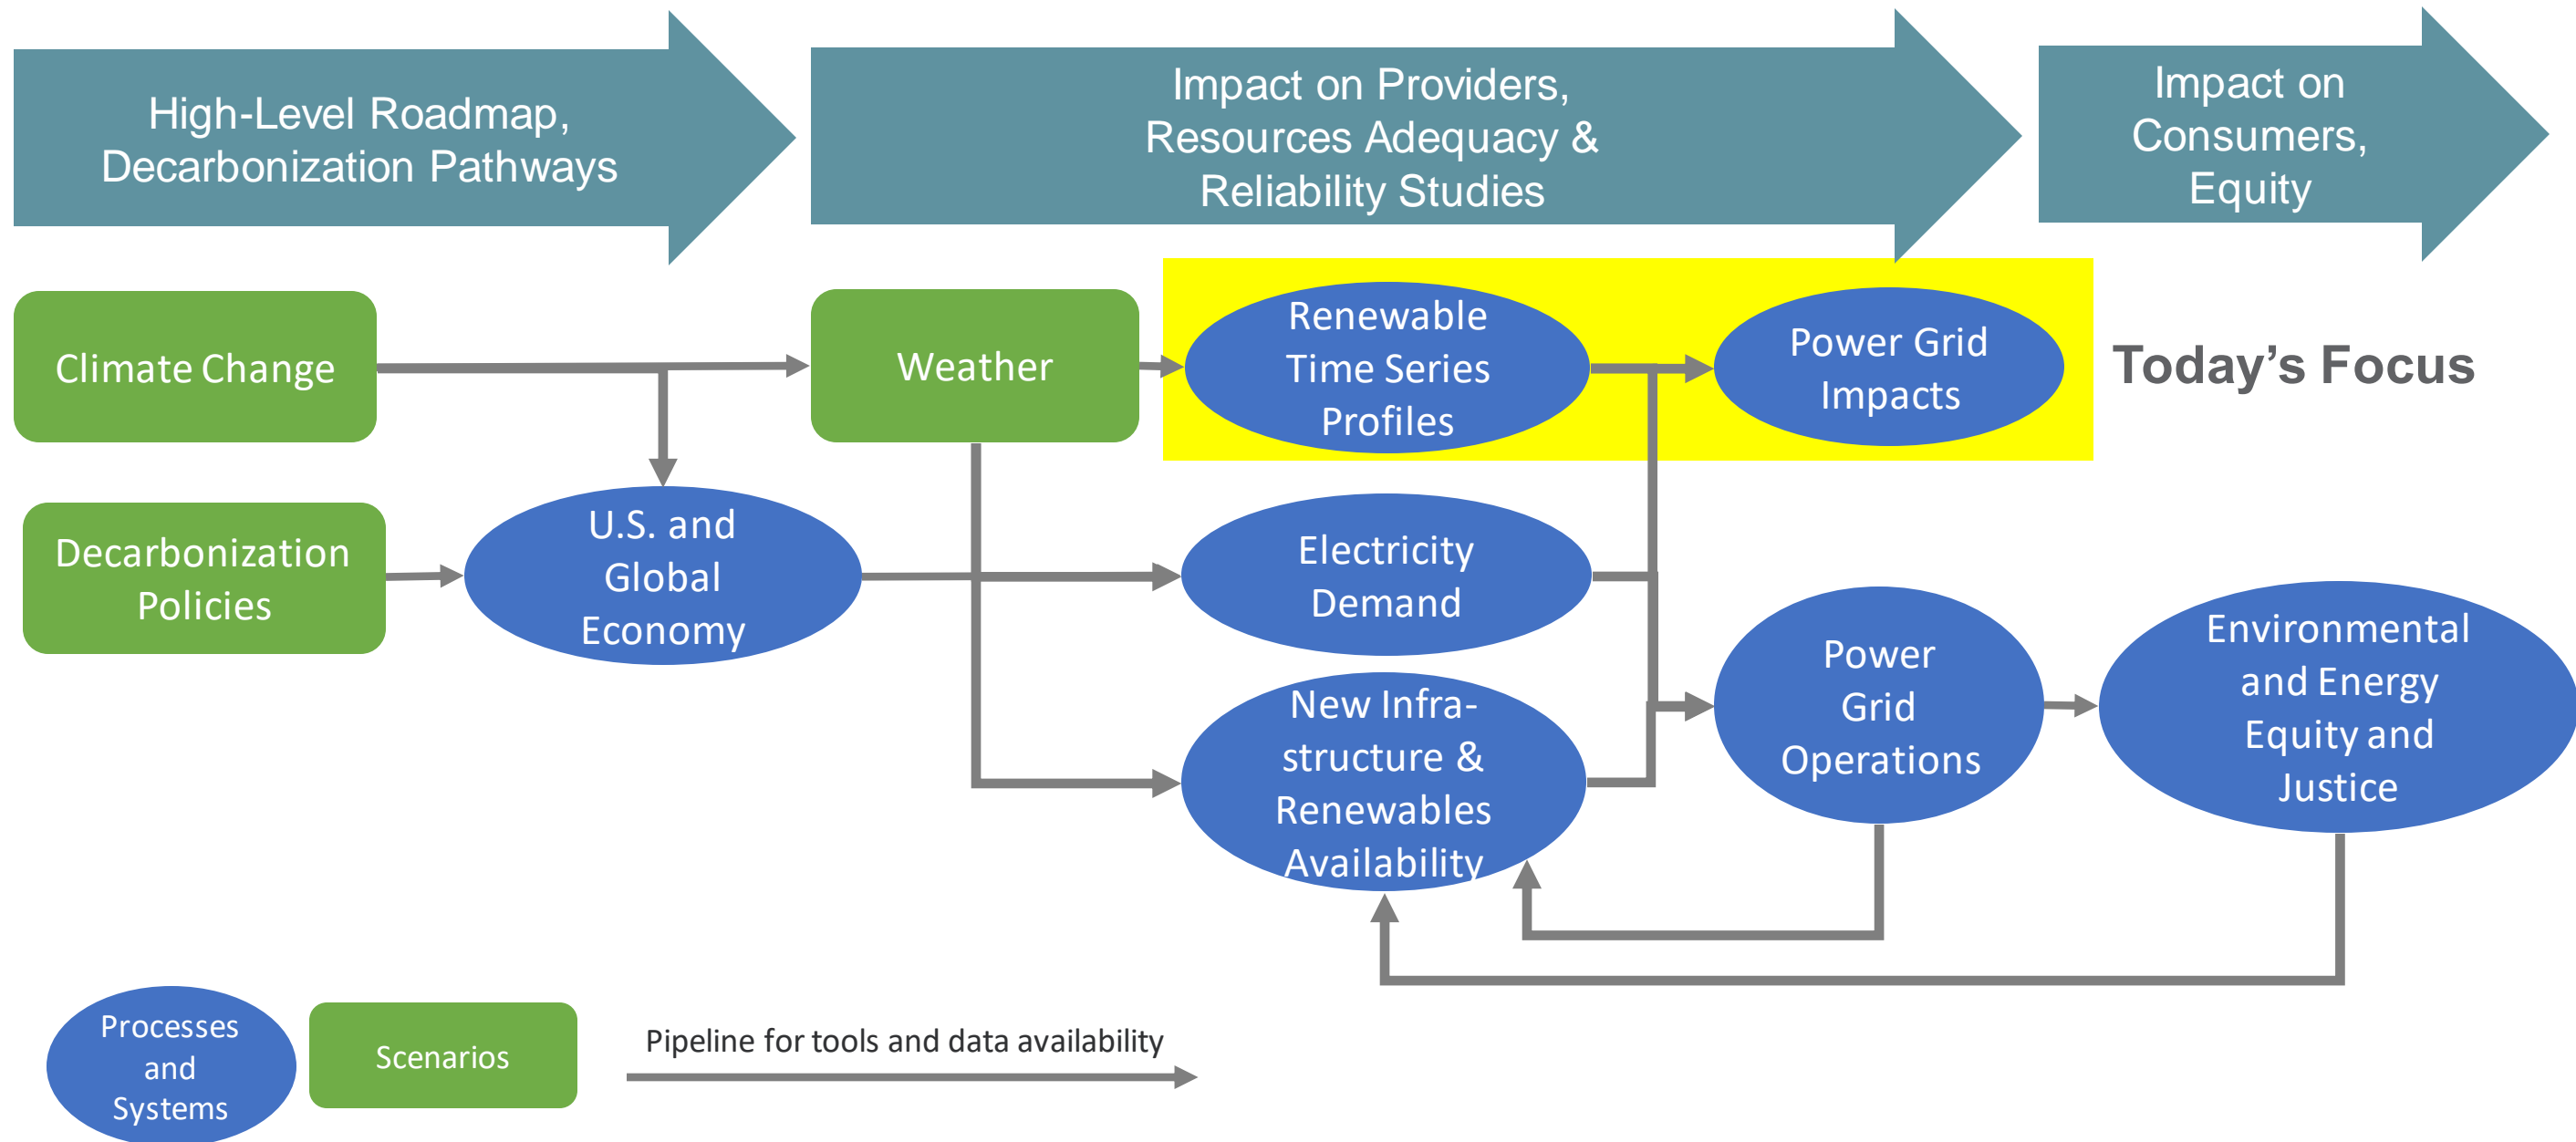 High-Level Roadmap,
Decarbonization Pathways
Impact on Providers,
Resources Adequacy &
Reliability Studies
Impact on
Consumers,
Equity
Climate Change
Weather
Renewable
Time Series
Profiles
Power Grid
Impacts
Today’s Focus
Decarbonization
Policies
U.S. and
Global
Economy
Electricity
Demand
New Infra-
structure &
Renewables
Availability
Power
Grid
Operations
Environmental
and Energy
Equity and
Justice
Processes
and
Systems
Scenarios
Pipeline for tools and data availability